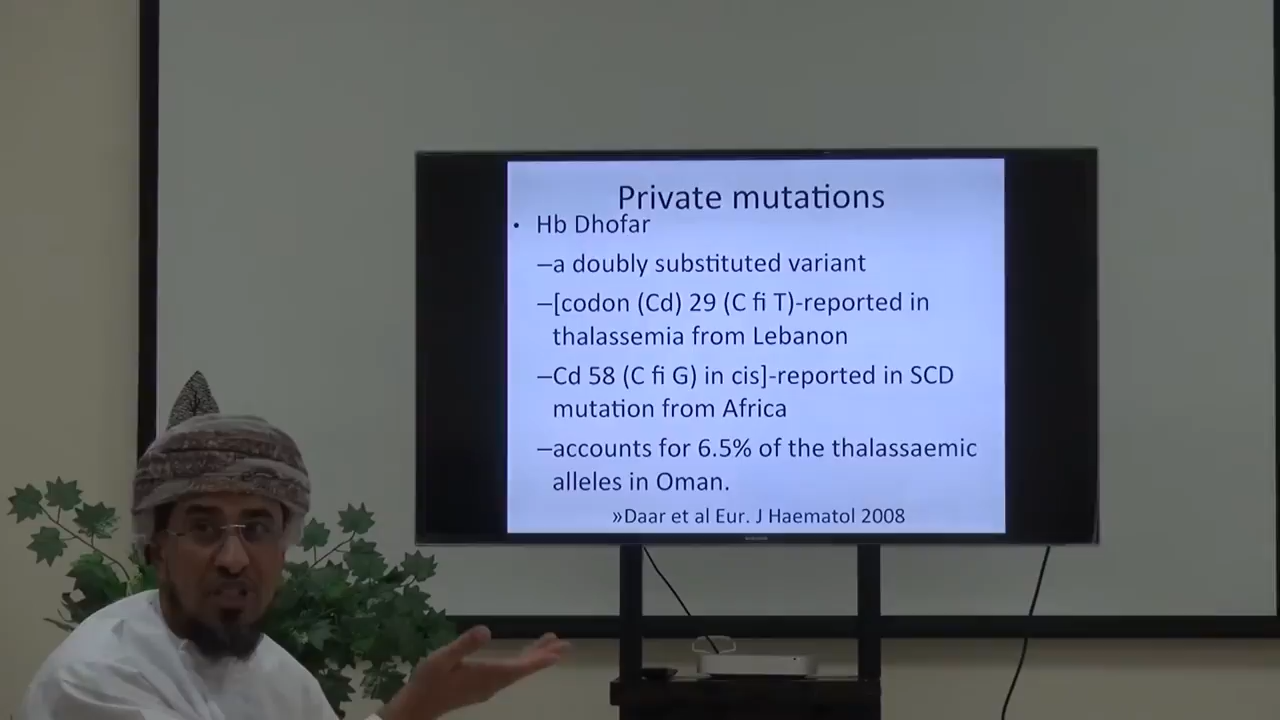 Private mutations
• Hb Dhofar
–a doubly substituted variant
–[codon (Cd) 29 (C fi T)-reported in
thalassemia from Lebanon
–Cd 58 (C fi G) in cis]-reported in SCD
mutation from Africa
–accounts for 6.5% of the thalassaemic
alleles in Oman.
»Daar et al Eur. J Haematol 2008